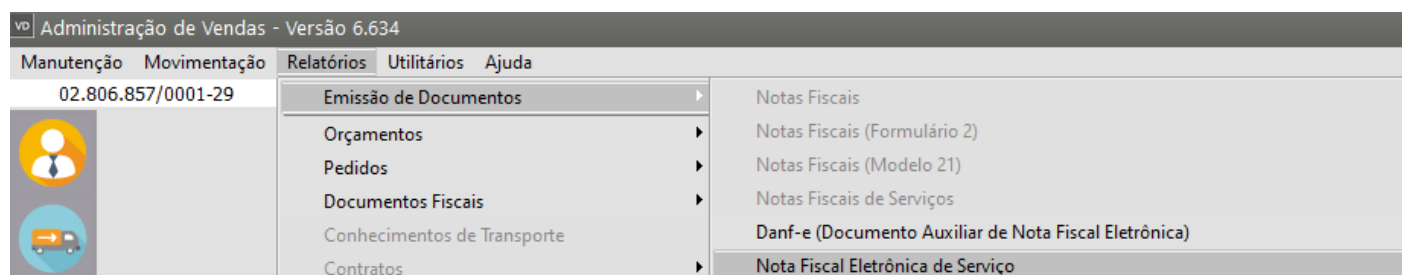 VD Administração de Vendas - Versão 6.634
Manutenção Movimentação Relatórios Utilitários Ajuda
02.806.857/0001-29
Emissão de Documentos
Orçamentos
Pedidos
Documentos Fiscais
Conhecimentos de Transporte
Contratos
Notas Fiscais
Notas Fiscais (Formulário 2)
Notas Fiscais (Modelo 21)
Notas Fiscais de Serviços
Danf-e (Documento Auxiliar de Nota Fiscal Eletrônica)
Nota Fiscal Eletrônica de Serviço